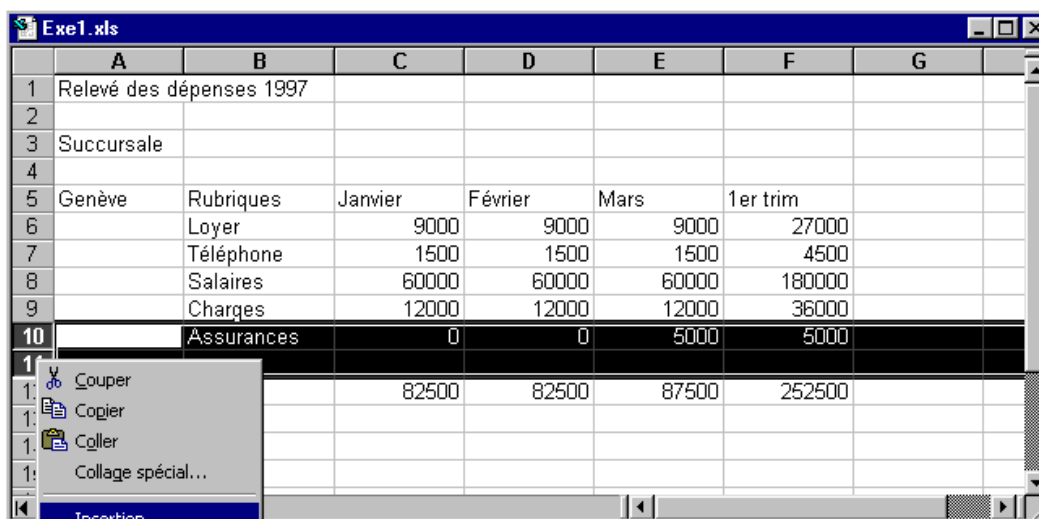 Exe1.xls
A B C D E F G
1 Relevé des dépenses 1997
2
3 Succursale
4
5 Genève Rubriques Janvier Février Mars 1er trim
6 Loyer 9000 9000 9000 27000
7 Téléphone 1500 1500 1500 4500
8 Salaires 60000 60000 60000 180000
9 Charges 12000 12000 12000 36000
10 Assurances 0 0 5000 5000
82500 82500 87500 252500
Couper
Copier
Coller
Collage spécial...
Insertion